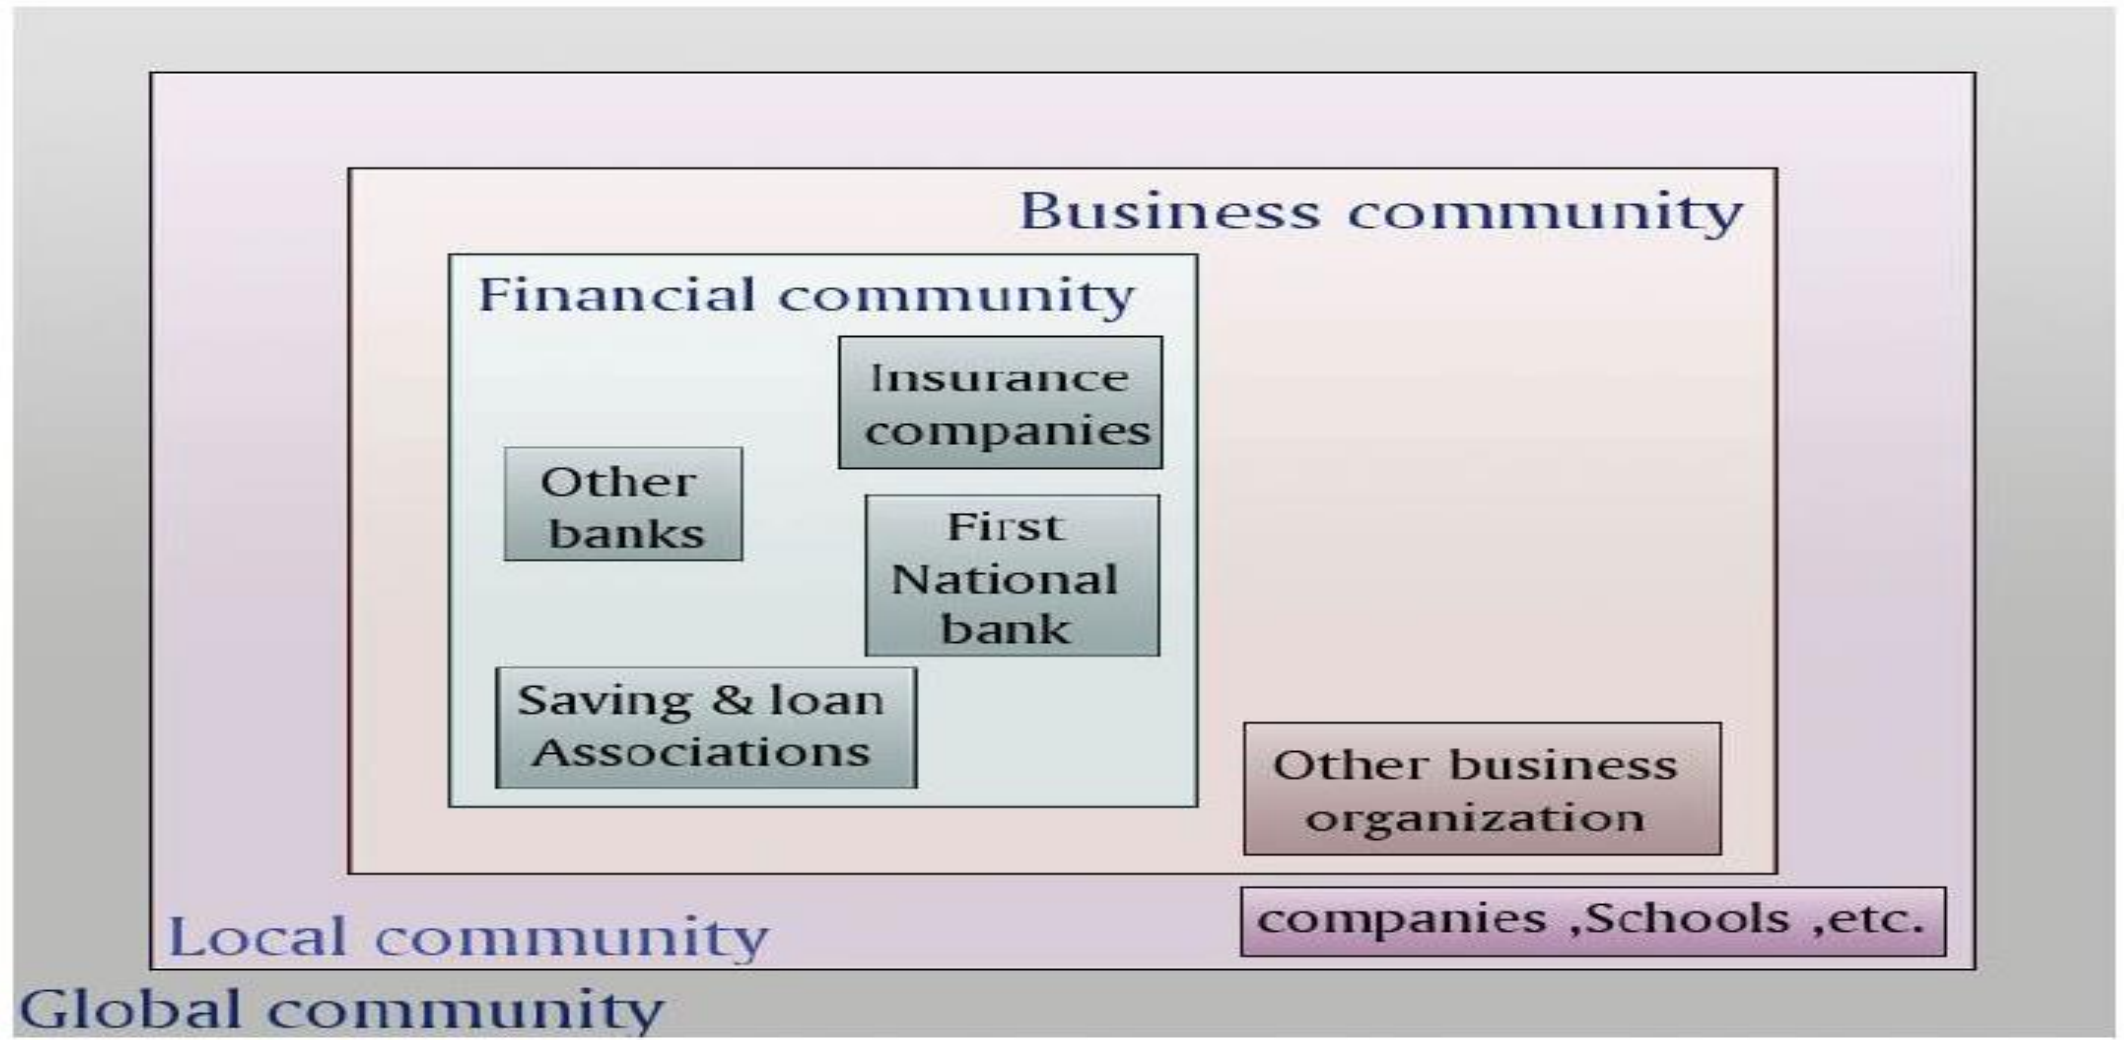 Business community
Financial community
Insurance
companies
Other
banks
First
National
bank
Saving & loan
Associations
Other business
organization
companies ,Schools ,etc.
Local community
Global community